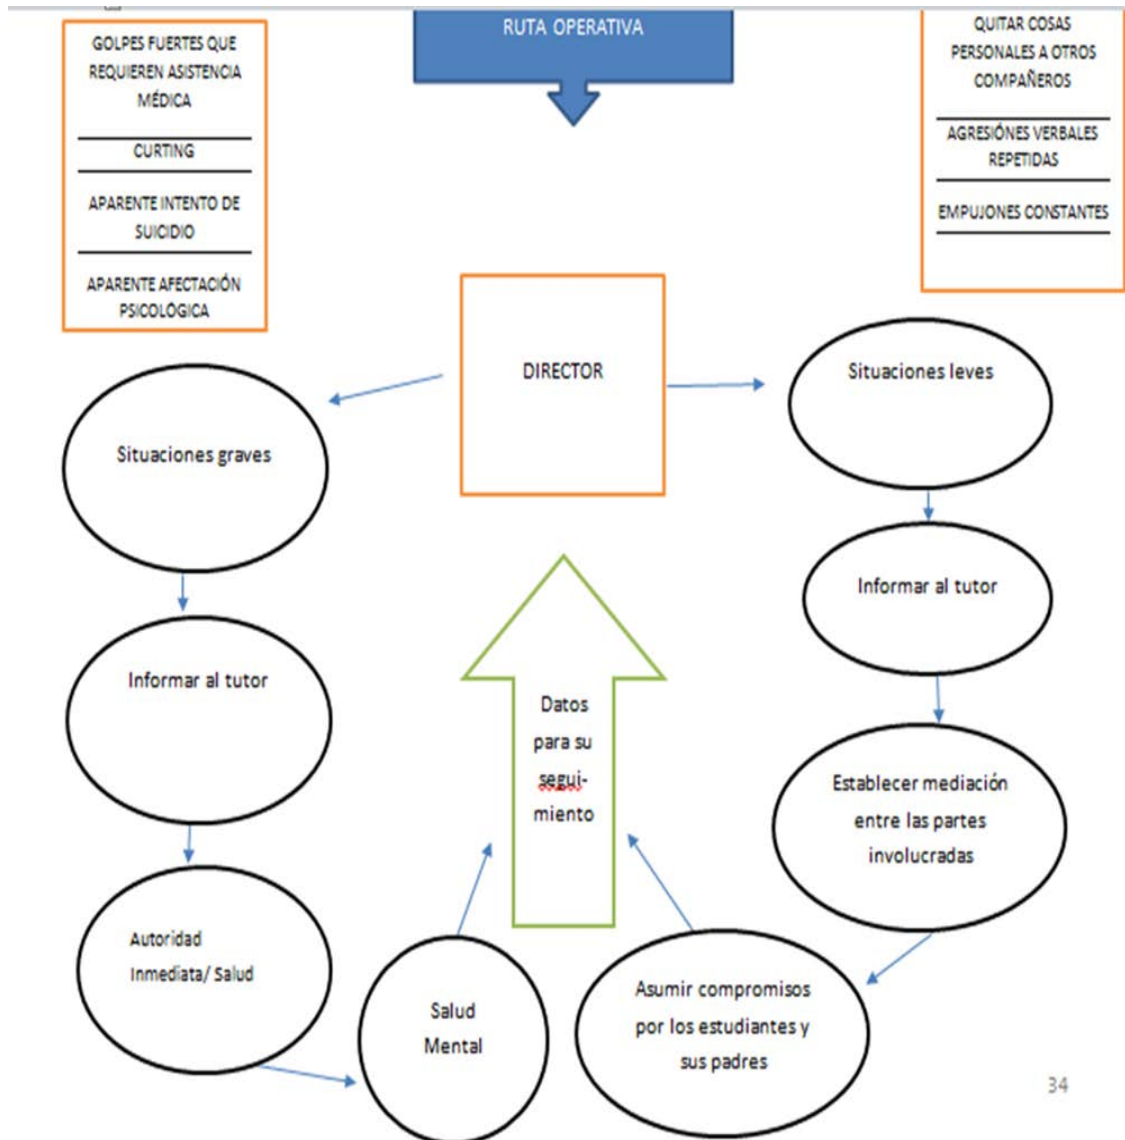 RUTA OPERATIVA
GOLPES FUERTES QUE
REQUIEREN ASISTENCIA
MÉDICA
CURTING
APARENTE INTENTO DE
SUICIDIO
APARENTE AFECTACIÓN
PSICOLÓGICA
QUITAR COSAS
PERSONALES A OTROS
COMPAÑEROS
AGRESIÓNES VERBALES
REPETIDAS
EMPUJONES CONSTANTES
DIRECTOR
Situaciones graves
Informar al tutor
Autoridad
Inmediata/ Salud
Salud
Mental
Situaciones leves
Informar al tutor
Establecer mediación
entre las partes
involucradas
Asumir compromisos
por los estudiantes y
sus padres
Datos
para su
segui-
miento
34